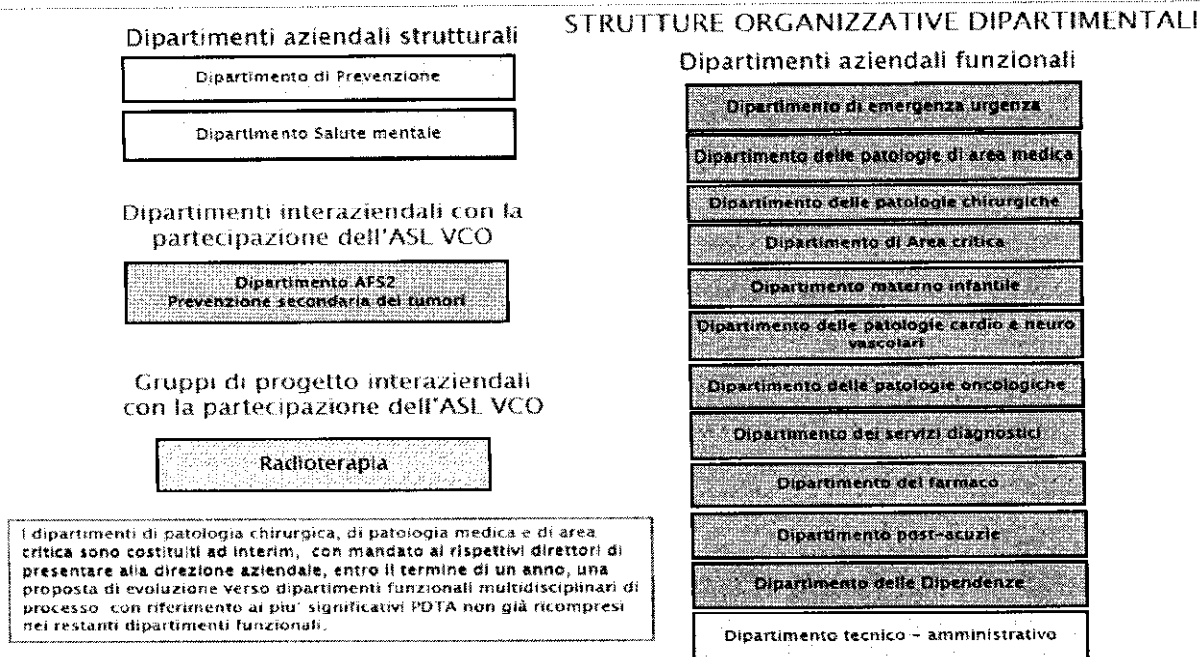 STRUTTURE ORGANIZZATIVE DIPARTIMENTALI
Dipartimenti aziendali strutturali
Dipartimento di Prevenzione
Dipartimento Salute mentale
Dipartimenti interaziendali con la
partecipazione dell'ASL VCO
Dipartimento AFS2
Prevenzione secondaria dei tumori
Gruppi di progetto interaziendali
con la partecipazione dell'ASL VCO
Radioterapia
I dipartimenti di patologia chirurgica, di patologia medica e di area
critica sono costituiti ad interim, con mandato ai rispettivi direttori di
presentare alla direzione aziendale, entro il termine di un anno, una
proposta di evoluzione verso dipartimenti funzionali multidisciplinari di
processo con riferimento ai piu' significativi PDTA non già ricompresi
nei restanti dipartimenti funzionali.
Dipartimenti aziendali funzionali
Dipartimento di emergenza urgenza
Dipartimento delle patologie di area medica
Dipartimento delle patologie chirurgiche
Dipartimento di Area critica
Dipartimento materno infantile
Dipartimento delle patologie cardio e neuro
vascolari
Dipartimento delle patologie oncologiche
Dipartimento dei servizi diagnostici
Dipartimento del farmaco
Dipartimento post-acuzie
Dipartimento delle Dipendenze
Dipartimento tecnico - amministrativo